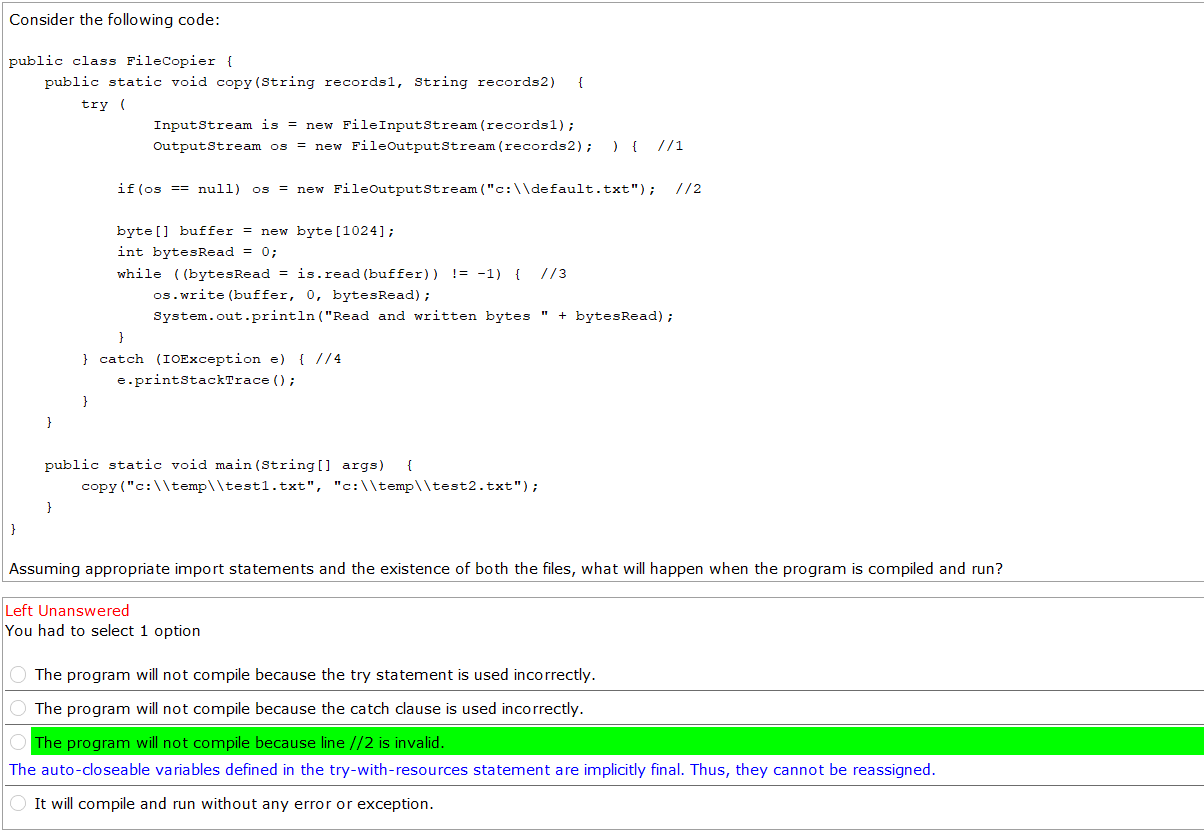 Consider the following code:
public class FileCopier {
    public static void copy(String records1, String records2)  {
        try (
                InputStream is = new FileInputStream(records1);
                OutputStream os = new FileOutputStream(records2);  ) {  //1
            if(os == null) os = new FileOutputStream("c:\\default.txt");  //2
            byte[] buffer = new byte[1024];
            int bytesRead = 0;
            while ((bytesRead = is.read(buffer)) != -1) {  //3
                os.write(buffer, 0, bytesRead);
                System.out.println("Read and written bytes " + bytesRead);
            }
        } catch (IOException e) { //4
            e.printStackTrace();
        }
    }
    public static void main(String[] args)  {
        copy("c:\\temp\\test1.txt", "c:\\temp\\test2.txt");
    }
}
Assuming appropriate import statements and the existence of both the files, what will happen when the program is compiled and run?
Left Unanswered
You had to select 1 option
The program will not compile because the try statement is used incorrectly.
The program will not compile because the catch clause is used incorrectly.
The program will not compile because line //2 is invalid.
The auto-closeable variables defined in the try-with-resources statement are implicitly final. Thus, they cannot be reassigned.
It will compile and run without any error or exception.